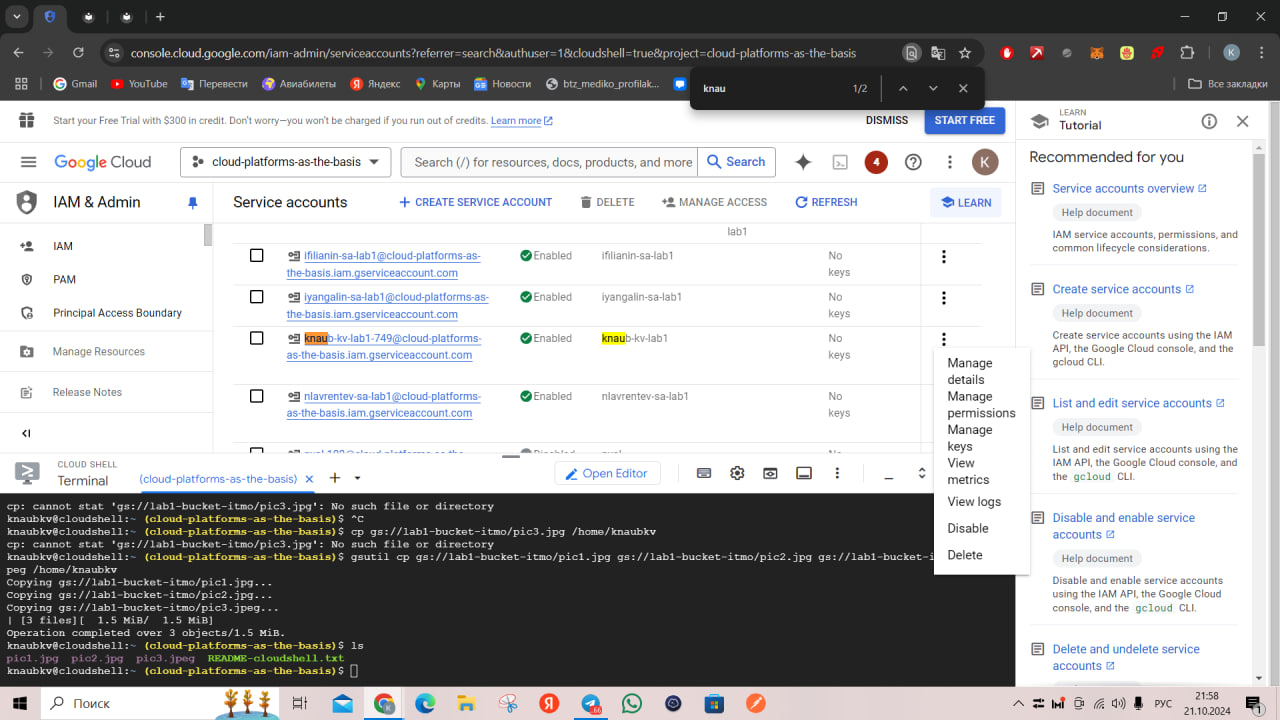 console.cloud.google.com/iam-admin/serviceaccounts?referrer=search&authuser=1&cloudshell=true&project=cloud-platforms-as-the-basis
K
Gmail
YouTube
Перевести
Авиабилеты
Яндекс
Карты
Новости
btz_mediko_profilak...
Все закладки
knau
1/2
Start your Free Trial with $300 in credit. Don't worry—you won't be charged if you run out of credits. Learn more
DISMISS
START FREE
Google Cloud
cloud-platforms-as-the-basis
Search (/) for resources, docs, products, and more
Search
4
K
IAM & Admin
IAM
PAM
Principal Access Boundary
Manage Resources
Release Notes
Service accounts
CREATE SERVICE ACCOUNT
DELETE
MANAGE ACCESS
REFRESH
LEARN
lab1
ifilianin-sa-lab1@cloud-platforms-as-
the-basis.iam.gserviceaccount.com
Enabled
ifilianin-sa-lab1
No
keys
iyangalin-sa-lab1@cloud-platforms-as-
the-basis.iam.gserviceaccount.com
Enabled
iyangalin-sa-lab1
No
keys
knaub-kv-lab1-749@cloud-platforms-
as-the-basis.iam.gserviceaccount.com
Enabled
knaub-kv-lab1
No
keys
nlavrentev-sa-lab1@cloud-platforms-
as-the-basis.iam.gserviceaccount.com
Enabled
nlavrentev-sa-lab1
No
keys
Manage
details
Manage
permissions
Manage
keys
View
metrics
View logs
Disable
Delete
LEARN
Tutorial
Recommended for you
Service accounts overview
Help document
IAM service accounts, permissions, and
common lifecycle considerations.
Create service accounts
Help document
Create service accounts using the IAM
API, the Google Cloud console, and the
gcloud CLI.
List and edit service accounts
Help document
List and edit service accounts using the
IAM API, the Google Cloud console, and
the gcloud CLI.
Disable and enable service
accounts
Help document
Disable and enable service accounts
using the IAM API, the Google Cloud
console, and the gcloud CLI.
Delete and undelete service
accounts
CLOUD SHELL
Terminal
(cloud-platforms-as-the-basis)
Open Editor
cp: cannot stat 'gs://lab1-bucket-itmo/pic3.jpg': No such file or directory
knaubkv@cloudshell:~ (cloud-platforms-as-the-basis)$ ^C
knaubkv@cloudshell:~ (cloud-platforms-as-the-basis)$ cp gs://lab1-bucket-itmo/pic3.jpg /home/knaubkv
cp: cannot stat 'gs://lab1-bucket-itmo/pic3.jpg': No such file or directory
knaubkv@cloudshell:~ (cloud-platforms-as-the-basis)$ gsutil cp gs://lab1-bucket-itmo/pic1.jpg gs://lab1-bucket-itmo/pic2.jpg gs://lab1-bucket-i
peg /home/knaubkv
Copying gs://lab1-bucket-itmo/pic1.jpg...
Copying gs://lab1-bucket-itmo/pic2.jpg...
Copying gs://lab1-bucket-itmo/pic3.jpeg...
| [3 files][  1.5 MiB/  1.5 MiB]
Operation completed over 3 objects/1.5 MiB.
knaubkv@cloudshell:~ (cloud-platforms-as-the-basis)$ ls
pic1.jpg  pic2.jpg  pic3.jpeg  README-cloudshell.txt
knaubkv@cloudshell:~ (cloud-platforms-as-the-basis)$
Поиск
66
РУС
21:58
21.10.2024
1